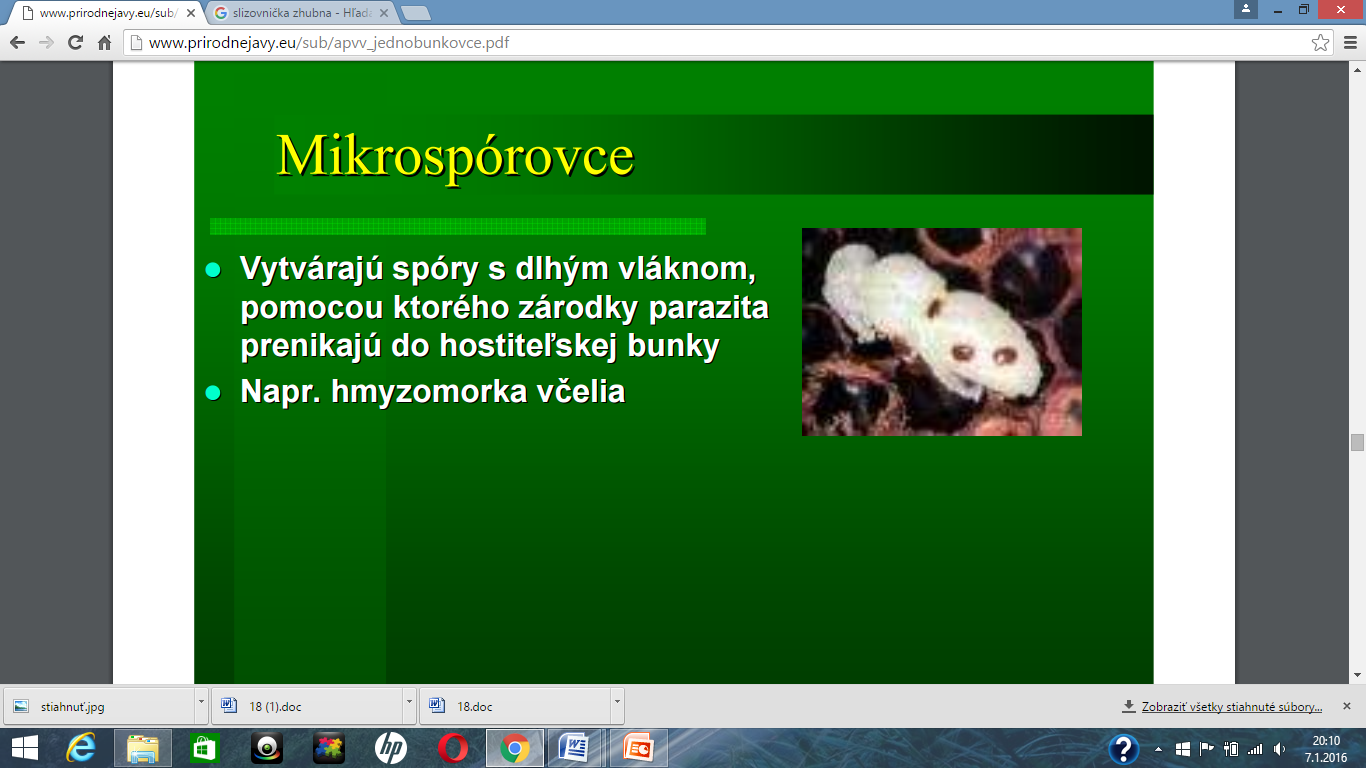 www.prirodnejavy.eu/sub/
slizovnička zhubna - Hľad
www.prirodnejavy.eu/sub/apvv_jednobunkovce.pdf
Mikrospórovce
Vytvárajú spóry s dlhým vláknom,
pomocou ktorého zárodky parazita
prenikajú do hostiteľskej bunky
Napr. hmyzomorka včelia
stiahnuť.jpg
18 (1).doc
18.doc
Zobraziť všetky stiahnuté súbory...
20:10
7.1.2016